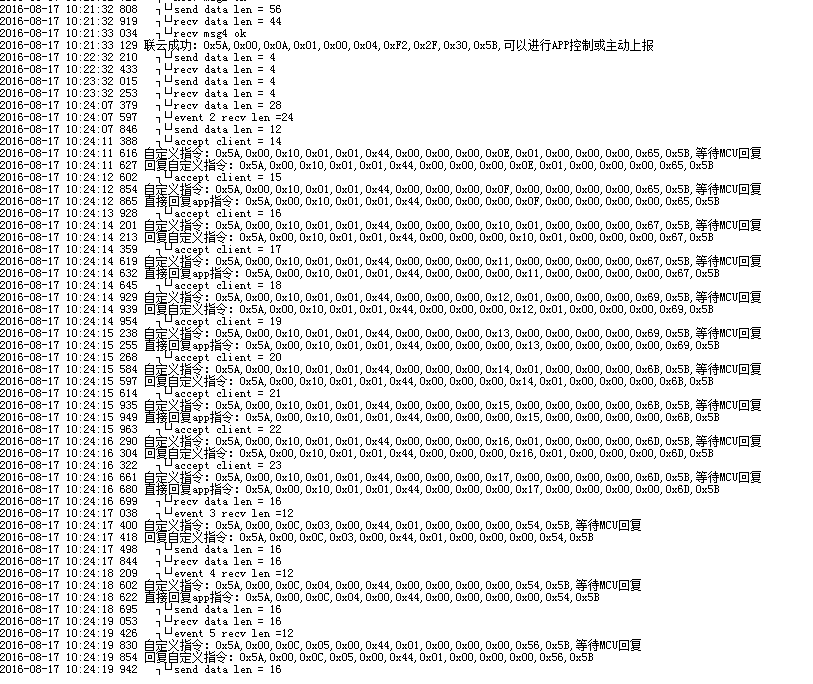 2016-08-17 10:21:32 808 ┐└send data len = 56
2016-08-17 10:21:32 919 ┐└recv data len = 44
2016-08-17 10:21:33 034 ┐└recv msg4 ok
2016-08-17 10:21:33 129 联云成功: 0x5A,0x00,0x0A,0x01,0x00,0x04,0xF2,0x2F,0x30,0x5B,可以进行APP控制或主动上报
2016-08-17 10:22:32 210 ┐└send data len = 4
2016-08-17 10:22:32 433 ┐└recv data len = 4
2016-08-17 10:23:32 015 ┐└send data len = 4
2016-08-17 10:23:32 253 ┐└recv data len = 4
2016-08-17 10:24:07 379 ┐└recv data len = 28
2016-08-17 10:24:07 597 ┐└event 2 recv len =24
2016-08-17 10:24:07 846 ┐└send data len = 12
2016-08-17 10:24:11 388 ┐└accept client = 14
2016-08-17 10:24:11 616 自定义指令: 0x5A,0x00,0x10,0x01,0x01,0x44,0x00,0x00,0x00,0x0E,0x01,0x00,0x00,0x00,0x65,0x5B,等待MCU回复
2016-08-17 10:24:11 627 回复自定义指令: 0x5A,0x00,0x10,0x01,0x01,0x44,0x00,0x00,0x00,0x0E,0x01,0x00,0x00,0x00,0x65,0x5B
2016-08-17 10:24:12 602 ┐└accept client = 15
2016-08-17 10:24:12 854 自定义指令: 0x5A,0x00,0x10,0x01,0x01,0x44,0x00,0x00,0x00,0x0F,0x00,0x00,0x00,0x00,0x65,0x5B,等待MCU回复
2016-08-17 10:24:12 865 直接回复app指令: 0x5A,0x00,0x10,0x01,0x01,0x44,0x00,0x00,0x00,0x0F,0x00,0x00,0x00,0x00,0x65,0x5B
2016-08-17 10:24:13 928 ┐└accept client = 16
2016-08-17 10:24:14 201 自定义指令: 0x5A,0x00,0x10,0x01,0x01,0x44,0x00,0x00,0x00,0x10,0x01,0x00,0x00,0x00,0x67,0x5B,等待MCU回复
2016-08-17 10:24:14 213 回复自定义指令: 0x5A,0x00,0x10,0x01,0x01,0x44,0x00,0x00,0x00,0x10,0x01,0x00,0x00,0x00,0x67,0x5B
2016-08-17 10:24:14 359 ┐└accept client = 17
2016-08-17 10:24:14 619 自定义指令: 0x5A,0x00,0x10,0x01,0x01,0x44,0x00,0x00,0x00,0x11,0x00,0x00,0x00,0x00,0x67,0x5B,等待MCU回复
2016-08-17 10:24:14 632 直接回复app指令: 0x5A,0x00,0x10,0x01,0x01,0x44,0x00,0x00,0x00,0x11,0x00,0x00,0x00,0x00,0x67,0x5B
2016-08-17 10:24:14 645 ┐└accept client = 18
2016-08-17 10:24:14 929 自定义指令: 0x5A,0x00,0x10,0x01,0x01,0x44,0x00,0x00,0x00,0x12,0x01,0x00,0x00,0x00,0x69,0x5B,等待MCU回复
2016-08-17 10:24:14 939 回复自定义指令: 0x5A,0x00,0x10,0x01,0x01,0x44,0x00,0x00,0x00,0x12,0x01,0x00,0x00,0x00,0x69,0x5B
2016-08-17 10:24:14 954 ┐└accept client = 19
2016-08-17 10:24:15 238 自定义指令: 0x5A,0x00,0x10,0x01,0x01,0x44,0x00,0x00,0x00,0x13,0x00,0x00,0x00,0x00,0x69,0x5B,等待MCU回复
2016-08-17 10:24:15 255 直接回复app指令: 0x5A,0x00,0x10,0x01,0x01,0x44,0x00,0x00,0x00,0x13,0x00,0x00,0x00,0x00,0x69,0x5B
2016-08-17 10:24:15 268 ┐└accept client = 20
2016-08-17 10:24:15 584 自定义指令: 0x5A,0x00,0x10,0x01,0x01,0x44,0x00,0x00,0x00,0x14,0x01,0x00,0x00,0x00,0x6B,0x5B,等待MCU回复
2016-08-17 10:24:15 597 回复自定义指令: 0x5A,0x00,0x10,0x01,0x01,0x44,0x00,0x00,0x00,0x14,0x01,0x00,0x00,0x00,0x6B,0x5B
2016-08-17 10:24:15 614 ┐└accept client = 21
2016-08-17 10:24:15 935 自定义指令: 0x5A,0x00,0x10,0x01,0x01,0x44,0x00,0x00,0x00,0x15,0x00,0x00,0x00,0x00,0x6B,0x5B,等待MCU回复
2016-08-17 10:24:15 949 直接回复app指令: 0x5A,0x00,0x10,0x01,0x01,0x44,0x00,0x00,0x00,0x15,0x00,0x00,0x00,0x00,0x6B,0x5B
2016-08-17 10:24:15 963 ┐└accept client = 22
2016-08-17 10:24:16 290 自定义指令: 0x5A,0x00,0x10,0x01,0x01,0x44,0x00,0x00,0x00,0x16,0x01,0x00,0x00,0x00,0x6D,0x5B,等待MCU回复
2016-08-17 10:24:16 304 回复自定义指令: 0x5A,0x00,0x10,0x01,0x01,0x44,0x00,0x00,0x00,0x16,0x01,0x00,0x00,0x00,0x6D,0x5B
2016-08-17 10:24:16 322 ┐└accept client = 23
2016-08-17 10:24:16 661 自定义指令: 0x5A,0x00,0x10,0x01,0x01,0x44,0x00,0x00,0x00,0x17,0x00,0x00,0x00,0x00,0x6D,0x5B,等待MCU回复
2016-08-17 10:24:16 680 直接回复app指令: 0x5A,0x00,0x10,0x01,0x01,0x44,0x00,0x00,0x00,0x17,0x00,0x00,0x00,0x00,0x6D,0x5B
2016-08-17 10:24:16 699 ┐└recv data len = 16
2016-08-17 10:24:17 038 ┐└event 3 recv len =12
2016-08-17 10:24:17 400 自定义指令: 0x5A,0x00,0x0C,0x03,0x00,0x44,0x01,0x00,0x00,0x00,0x54,0x5B,等待MCU回复
2016-08-17 10:24:17 418 回复自定义指令: 0x5A,0x00,0x0C,0x03,0x00,0x44,0x01,0x00,0x00,0x00,0x54,0x5B
2016-08-17 10:24:17 498 ┐└send data len = 16
2016-08-17 10:24:17 844 ┐└recv data len = 16
2016-08-17 10:24:18 209 ┐└event 4 recv len =12
2016-08-17 10:24:18 602 自定义指令: 0x5A,0x00,0x0C,0x04,0x00,0x44,0x00,0x00,0x00,0x00,0x54,0x5B,等待MCU回复
2016-08-17 10:24:18 622 直接回复app指令: 0x5A,0x00,0x0C,0x04,0x00,0x44,0x00,0x00,0x00,0x00,0x54,0x5B
2016-08-17 10:24:18 695 ┐└send data len = 16
2016-08-17 10:24:19 053 ┐└recv data len = 16
2016-08-17 10:24:19 426 ┐└event 5 recv len =12
2016-08-17 10:24:19 830 自定义指令: 0x5A,0x00,0x0C,0x05,0x00,0x44,0x01,0x00,0x00,0x00,0x56,0x5B,等待MCU回复
2016-08-17 10:24:19 854 回复自定义指令: 0x5A,0x00,0x0C,0x05,0x00,0x44,0x01,0x00,0x00,0x00,0x56,0x5B
2016-08-17 10:24:19 942 ┐└send data len = 16